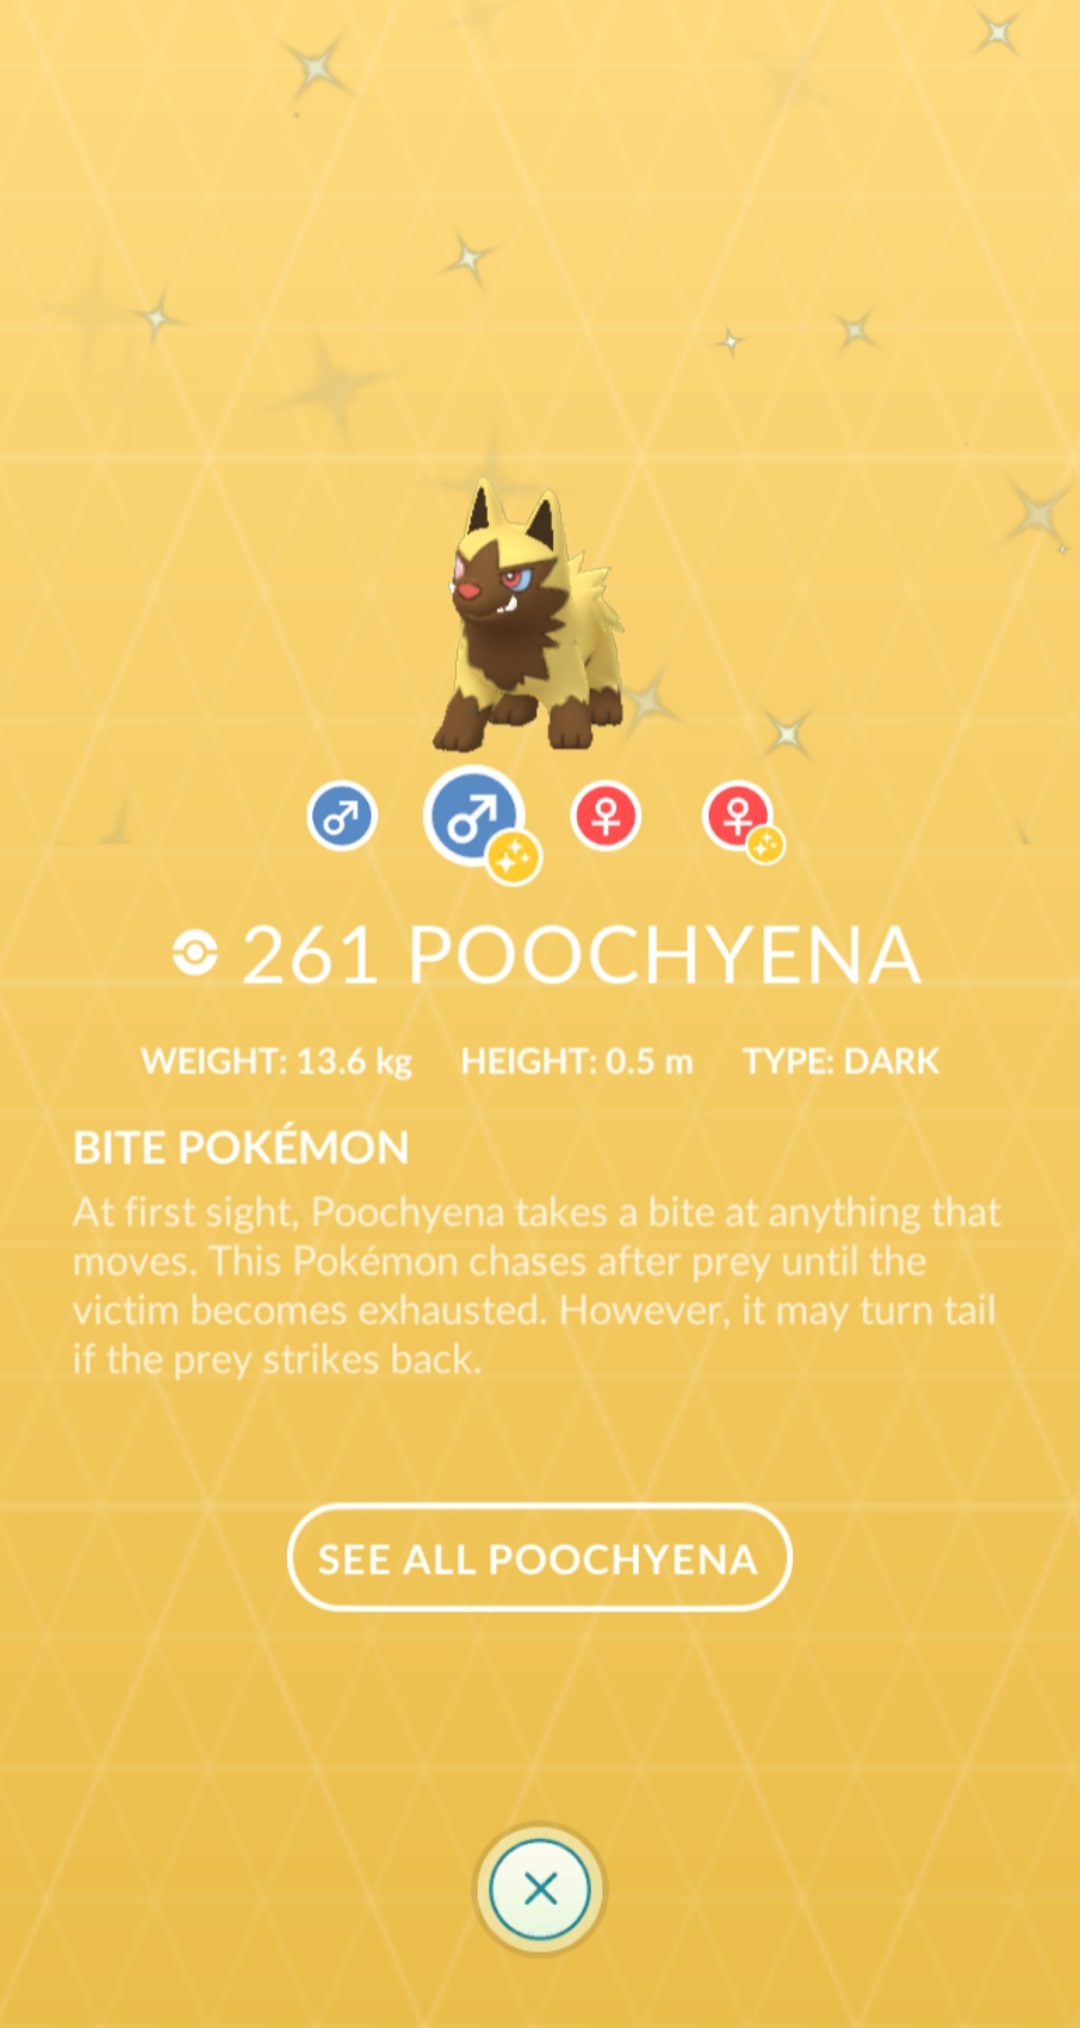 261 POOCHYENA
WEIGHT: 13.6 kg HEIGHT: 0.5 m TYPE: DARK
BITE POKÉMON
At first sight, Poochyena takes a bite at anything that
moves. This Pokémon chases after prey until the
victim becomes exhausted. However, it may turn tail
if the prey strikes back.
SEE ALL POOCHYENA